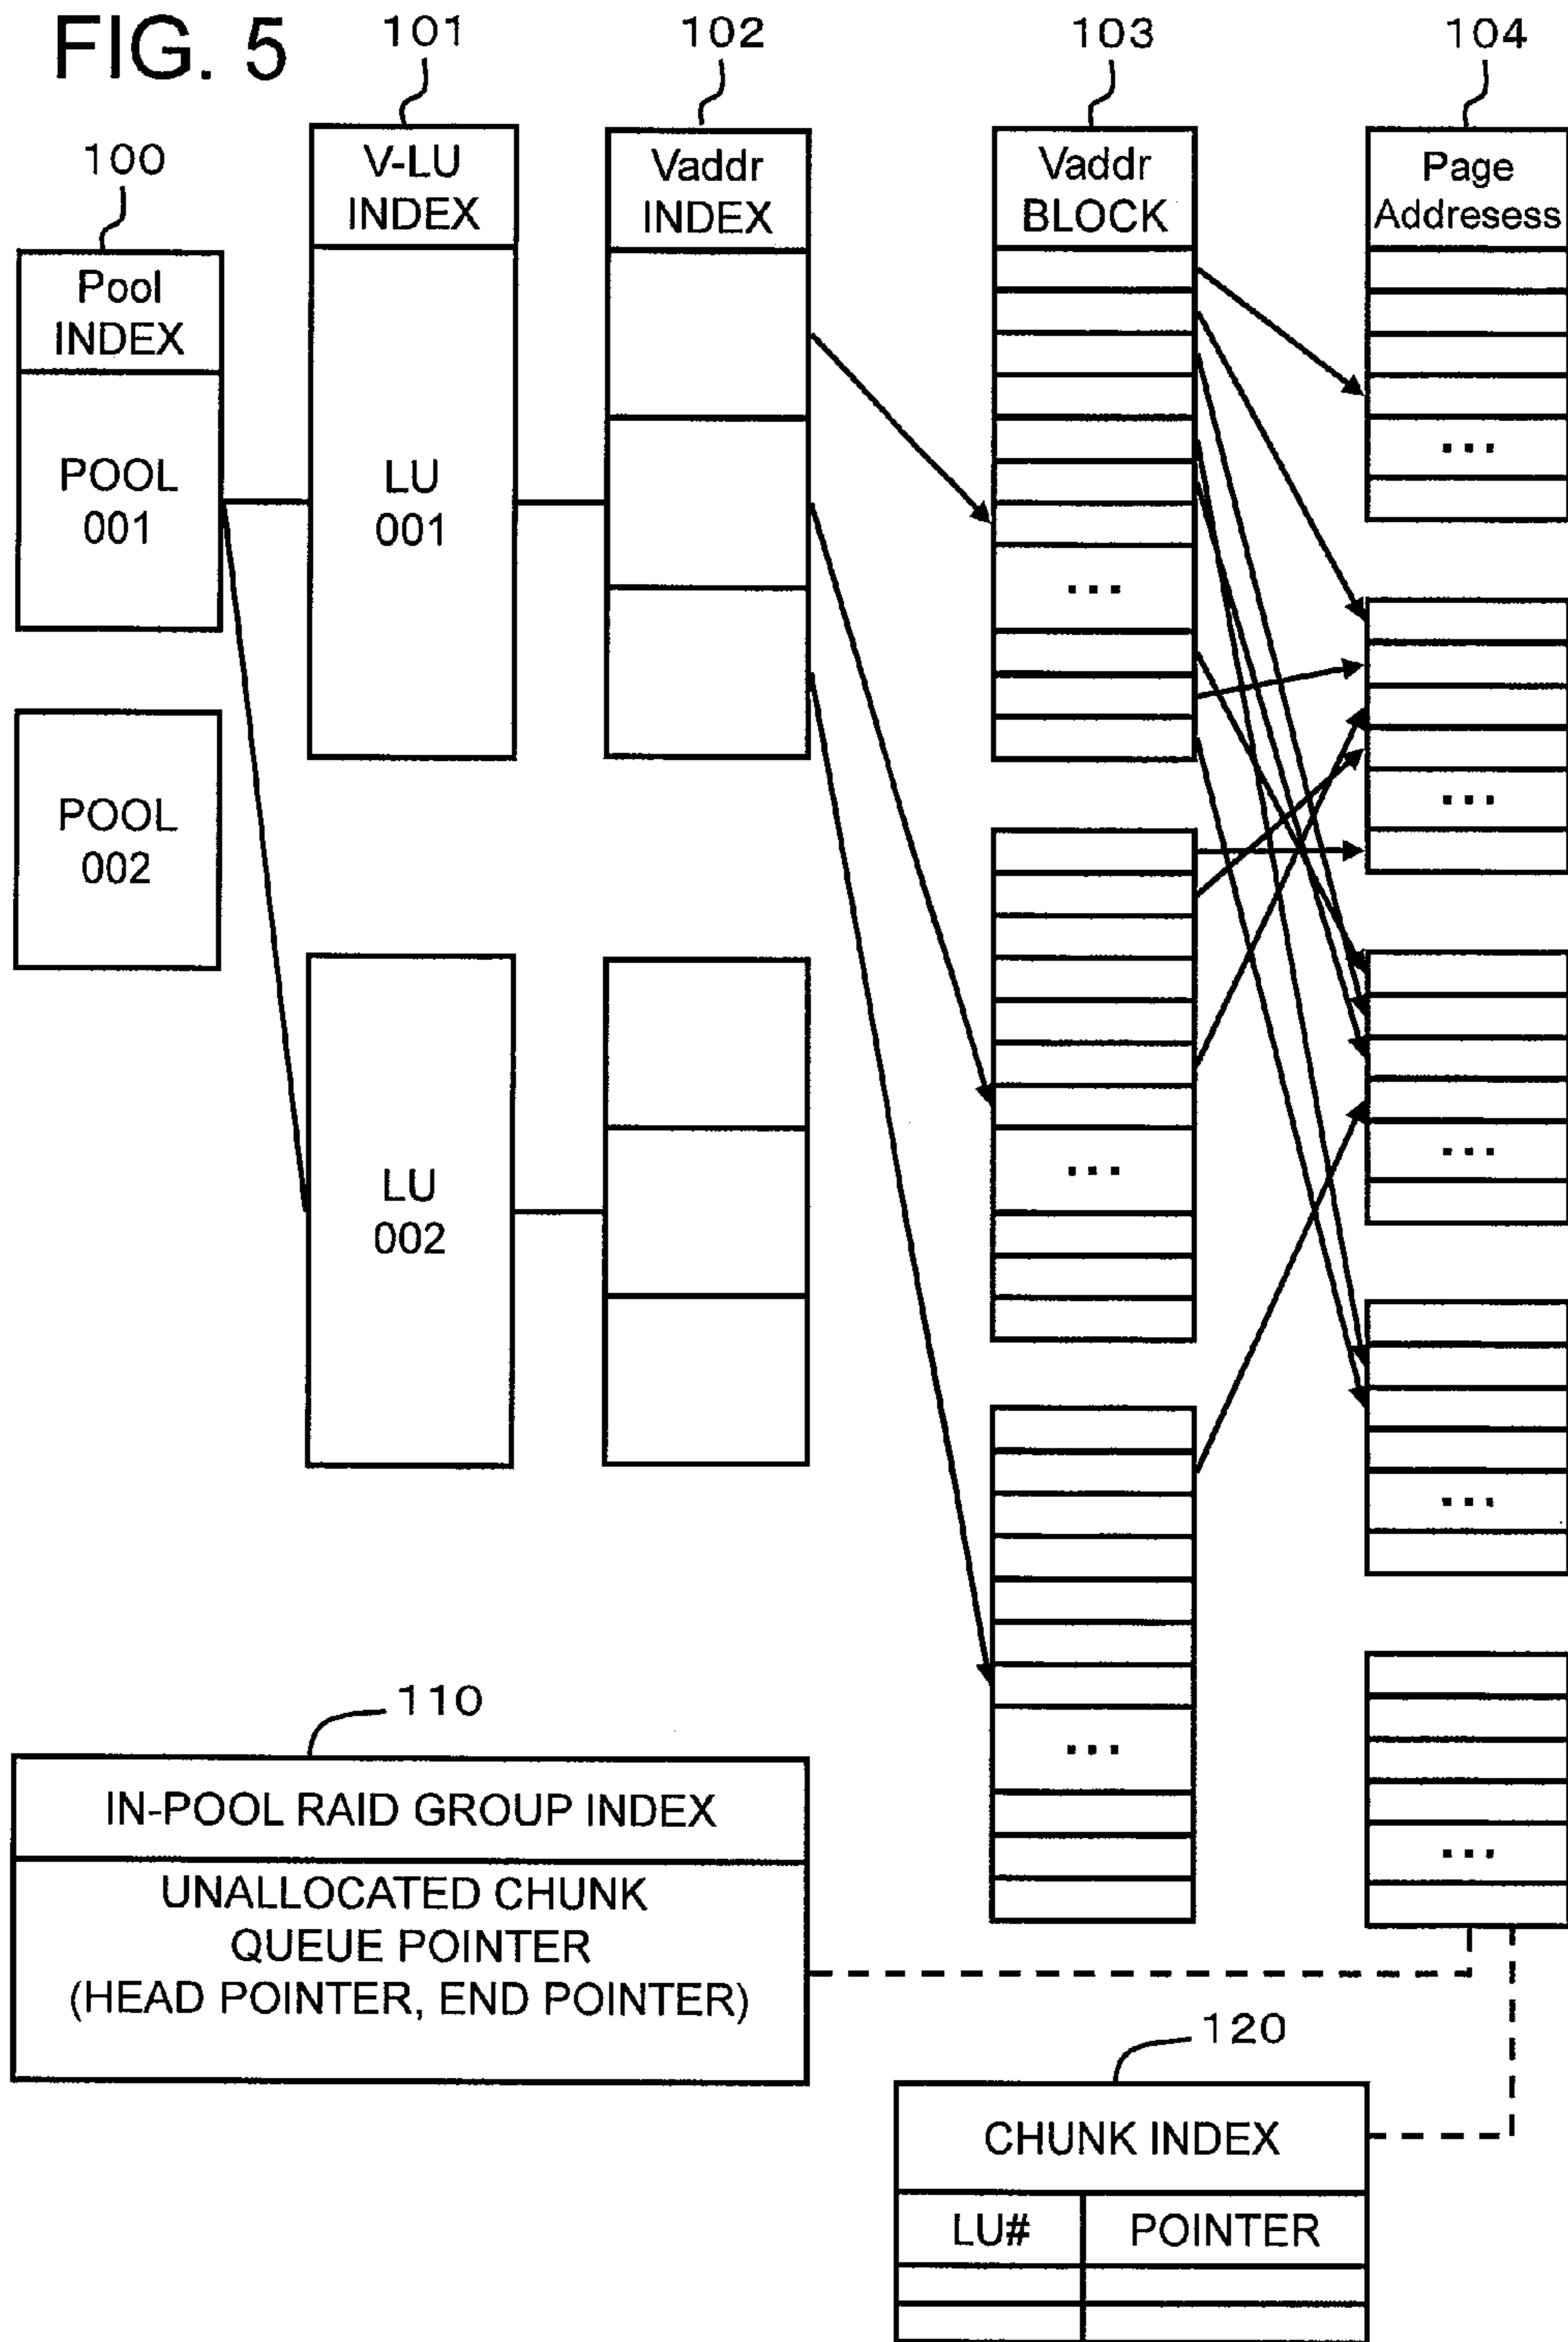 FIG. 5
101
102
103
104
100
V-LU
INDEX
Vaddr
INDEX
Vaddr
BLOCK
Page
Addresess
Pool
INDEX
POOL
001
LU
001
...
...
POOL
002
...
LU
002
...
...
...
110
IN-POOL RAID GROUP INDEX
UNALLOCATED CHUNK
QUEUE POINTER
(HEAD POINTER, END POINTER)
...
...
120
CHUNK INDEX
LU#
POINTER